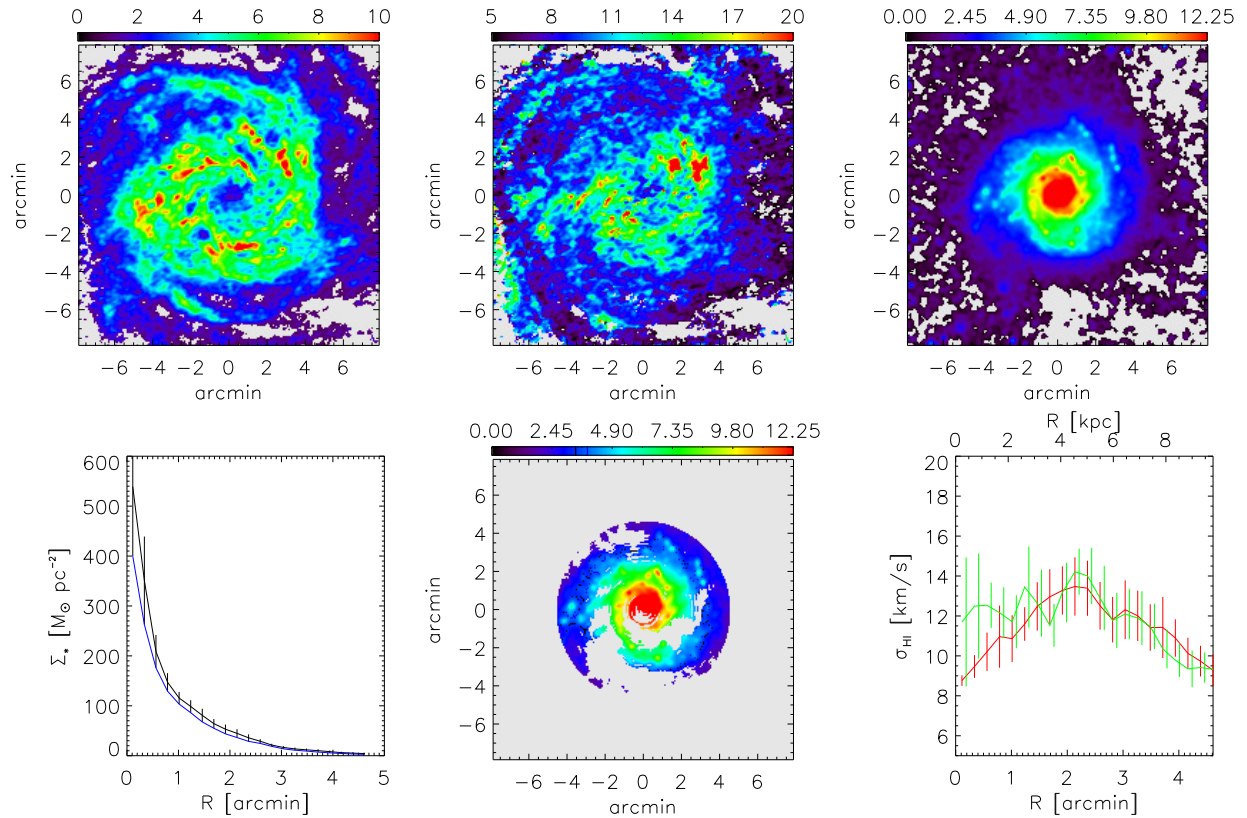 0 2 4 6 8 10
5 8 11 14 17 20
0.00 2.45 4.90 7.35 9.80 12.25
arcmin
6
4
2
0
−2
−4
−6
−6 −4 −2 0 2 4 6
arcmin
arcmin
6
4
2
0
−2
−4
−6
−6 −4 −2 0 2 4 6
arcmin
arcmin
6
4
2
0
−2
−4
−6
−6 −4 −2 0 2 4 6
arcmin
Σ* [M⊙ pc⁻²]
600
500
400
300
200
100
0
0 1 2 3 4 5
R [arcmin]
0.00 2.45 4.90 7.35 9.80 12.25
arcmin
6
4
2
0
−2
−4
−6
−6 −4 −2 0 2 4 6
arcmin
R [kpc]
0 2 4 6 8
σHI [km/s]
20
18
16
14
12
10
8
6
0 1 2 3 4
R [arcmin]